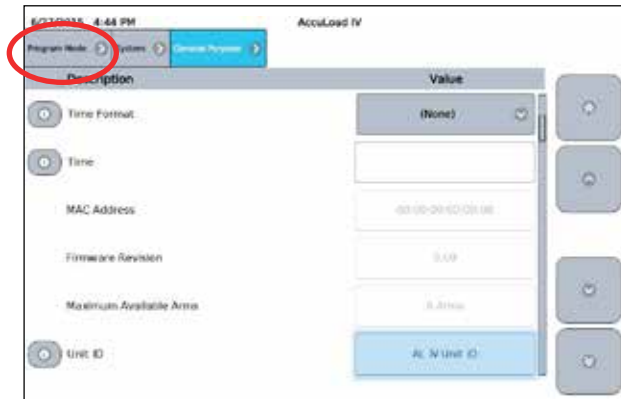 4:44 PM
AccuLoad IV
Program Mode
System
General Purpose
Description
Value
Time Format
(None)
Time
MAC Address
Firmware Revision
Maximum Available Arms
Unit ID
AL IV Unit ID